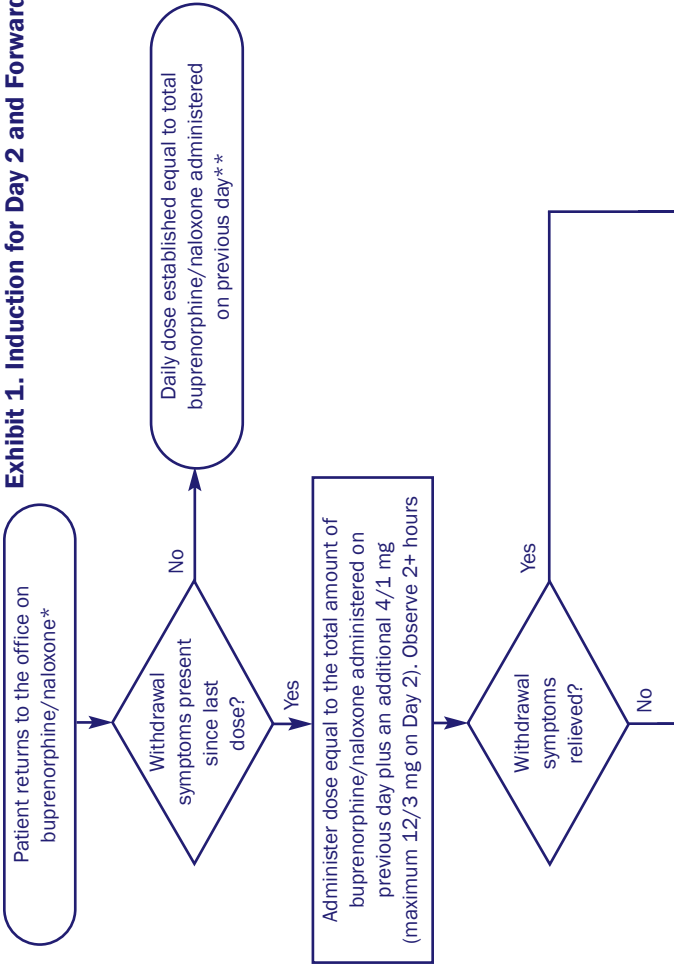 Exhibit 1. Induction for Day 2 and Forward
Patient returns to the office on
buprenorphine/naloxone*
Withdrawal
symptoms present
since last
dose?
No
Daily dose established equal to total
buprenorphine/naloxone administered
on previous day**
Yes
Administer dose equal to the total amount of
buprenorphine/naloxone administered on
previous day plus an additional 4/1 mg
(maximum 12/3 mg on Day 2). Observe 2+ hours
Withdrawal
symptoms
relieved?
Yes
No